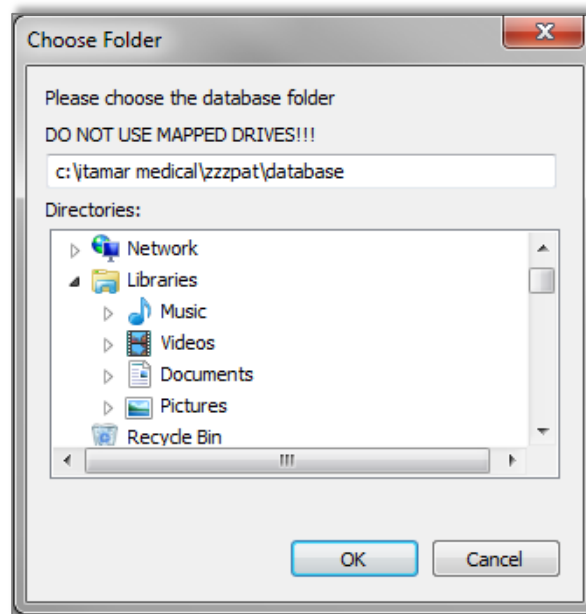 Choose Folder
Please choose the database folder
DO NOT USE MAPPED DRIVES!!!
c:\itamar medical\zzzpat\database
Directories:
Network
Libraries
Music
Videos
Documents
Pictures
Recycle Bin
OK Cancel